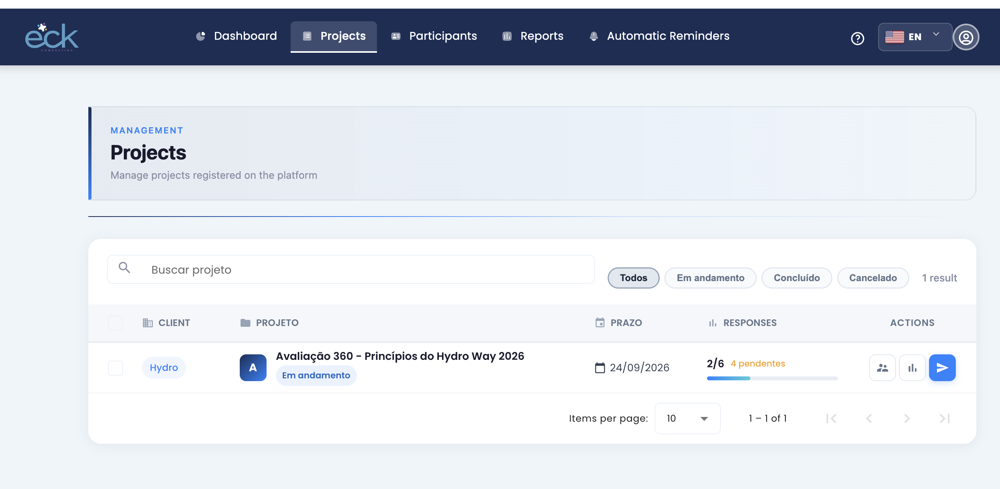 eck
CONSULTING
Dashboard
Projects
Participants
Reports
Automatic Reminders
EN
MANAGEMENT
Projects
Manage projects registered on the platform
Buscar projeto
Todos
Em andamento
Concluído
Cancelado
1 result
CLIENT
PROJETO
PRAZO
RESPONSES
ACTIONS
Hydro
A
Avaliação 360 - Princípios do Hydro Way 2026
Em andamento
24/09/2026
2/6 4 pendentes
Items per page: 10
1 – 1 of 1